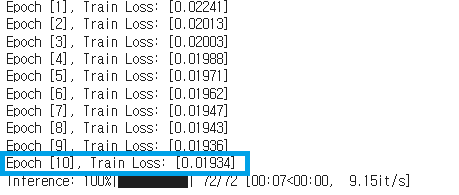 Epoch [1], Train Loss: [0.02241]
Epoch [2], Train Loss: [0.02013]
Epoch [3], Train Loss: [0.02003]
Epoch [4], Train Loss: [0.01988]
Epoch [5], Train Loss: [0.01971]
Epoch [6], Train Loss: [0.01962]
Epoch [7], Train Loss: [0.01947]
Epoch [8], Train Loss: [0.01943]
Epoch [9], Train Loss: [0.01936]
Epoch [10], Train Loss: [0.01934]
Inference: 100%|██████████| 72/72 [00:07<00:00,  9.15it/s]